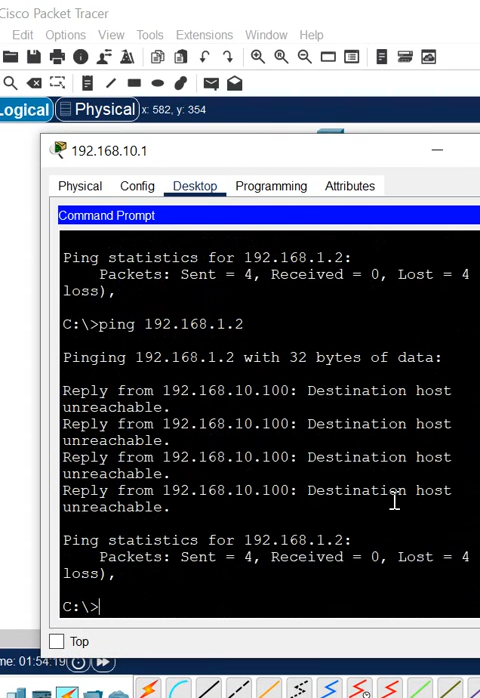 Cisco Packet Tracer
Edit Options View Tools Extensions Window Help
Logical Physical x: 582, y: 354
192.168.10.1
Physical Config Desktop Programming Attributes
Command Prompt
Ping statistics for 192.168.1.2:
Packets: Sent = 4, Received = 0, Lost = 4
loss),
C:\>ping 192.168.1.2
Pinging 192.168.1.2 with 32 bytes of data:
Reply from 192.168.10.100: Destination host
unreachable.
Reply from 192.168.10.100: Destination host
unreachable.
Reply from 192.168.10.100: Destination host
unreachable.
Reply from 192.168.10.100: Destination host
unreachable.
Ping statistics for 192.168.1.2:
Packets: Sent = 4, Received = 0, Lost = 4
loss),
C:\>
Top
me: 01:54:19